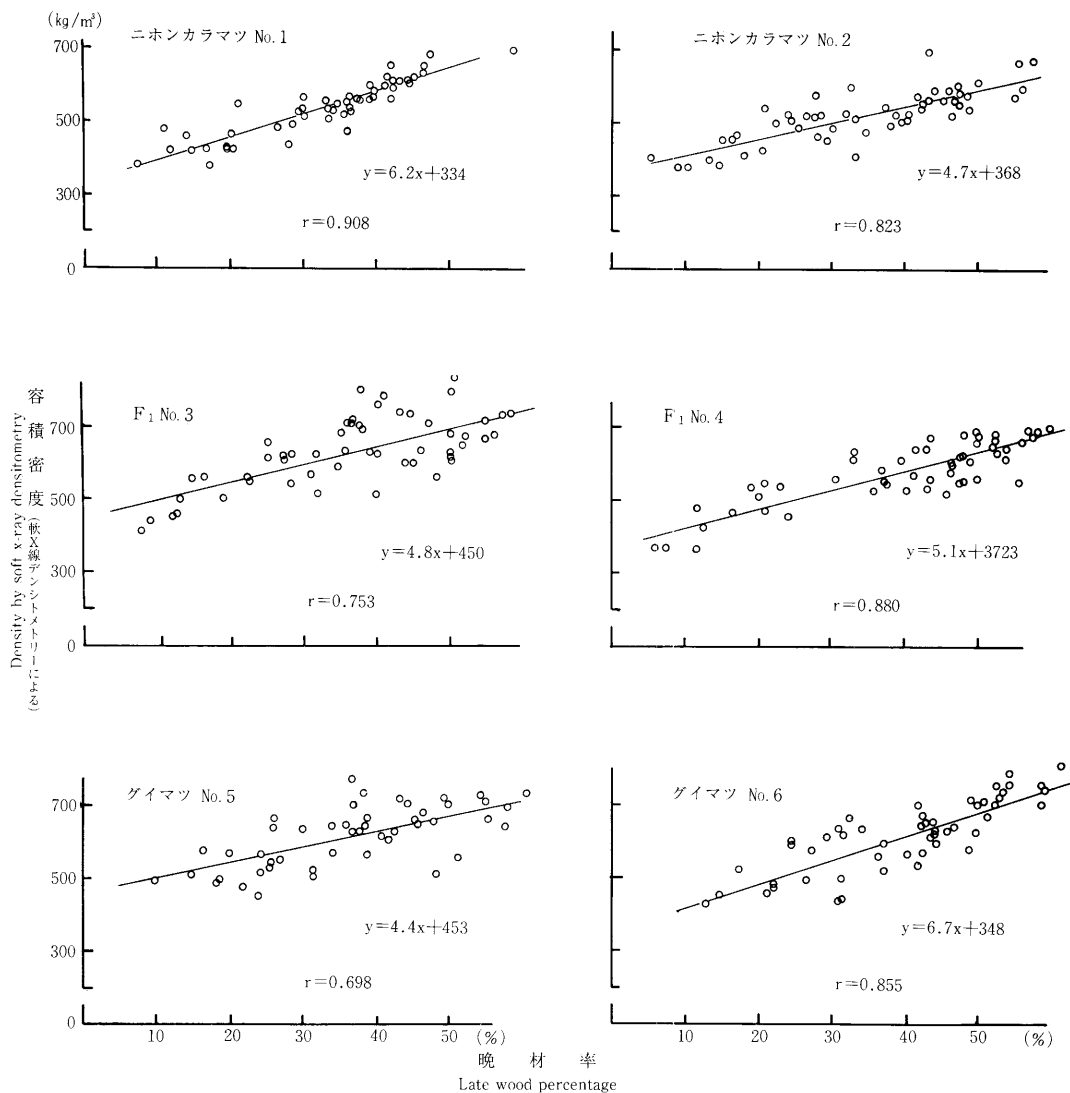 (kg/m³)
ニホンカラマツ No.1
700
500
300
0
y=6.2x+334
r=0.908
ニホンカラマツ No.2
y=4.7x+368
r=0.823
F₁ No.3
700
500
300
0
y=4.8x+450
r=0.753
F₁ No.4
y=5.1x+3723
r=0.880
容積密度(軟X線デンシトメトリーによる)
Density by soft x-ray densitometry
グイマツ No.5
700
500
300
0
y=4.4x+453
r=0.698
10 20 30 40 50 (%)
グイマツ No.6
y=6.7x+348
r=0.855
10 20 30 40 50 (%)
晩材率
Late wood percentage